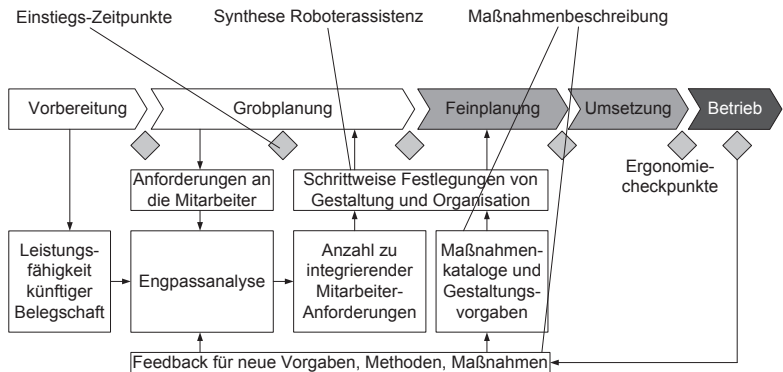 Einstiegs-Zeitpunkte
Synthese Roboterassistenz
Maßnahmenbeschreibung
Vorbereitung
Grobplanung
Feinplanung
Umsetzung
Betrieb
Ergonomie-
checkpunkte
Anforderungen an
die Mitarbeiter
Schrittweise Festlegungen von
Gestaltung und Organisation
Leistungs-
fähigkeit
künftiger
Belegschaft
Engpassanalyse
Anzahl zu
integrierender
Mitarbeiter-
Anforderungen
Maßnahmen-
kataloge und
Gestaltungs-
vorgaben
Feedback für neue Vorgaben, Methoden, Maßnahmen